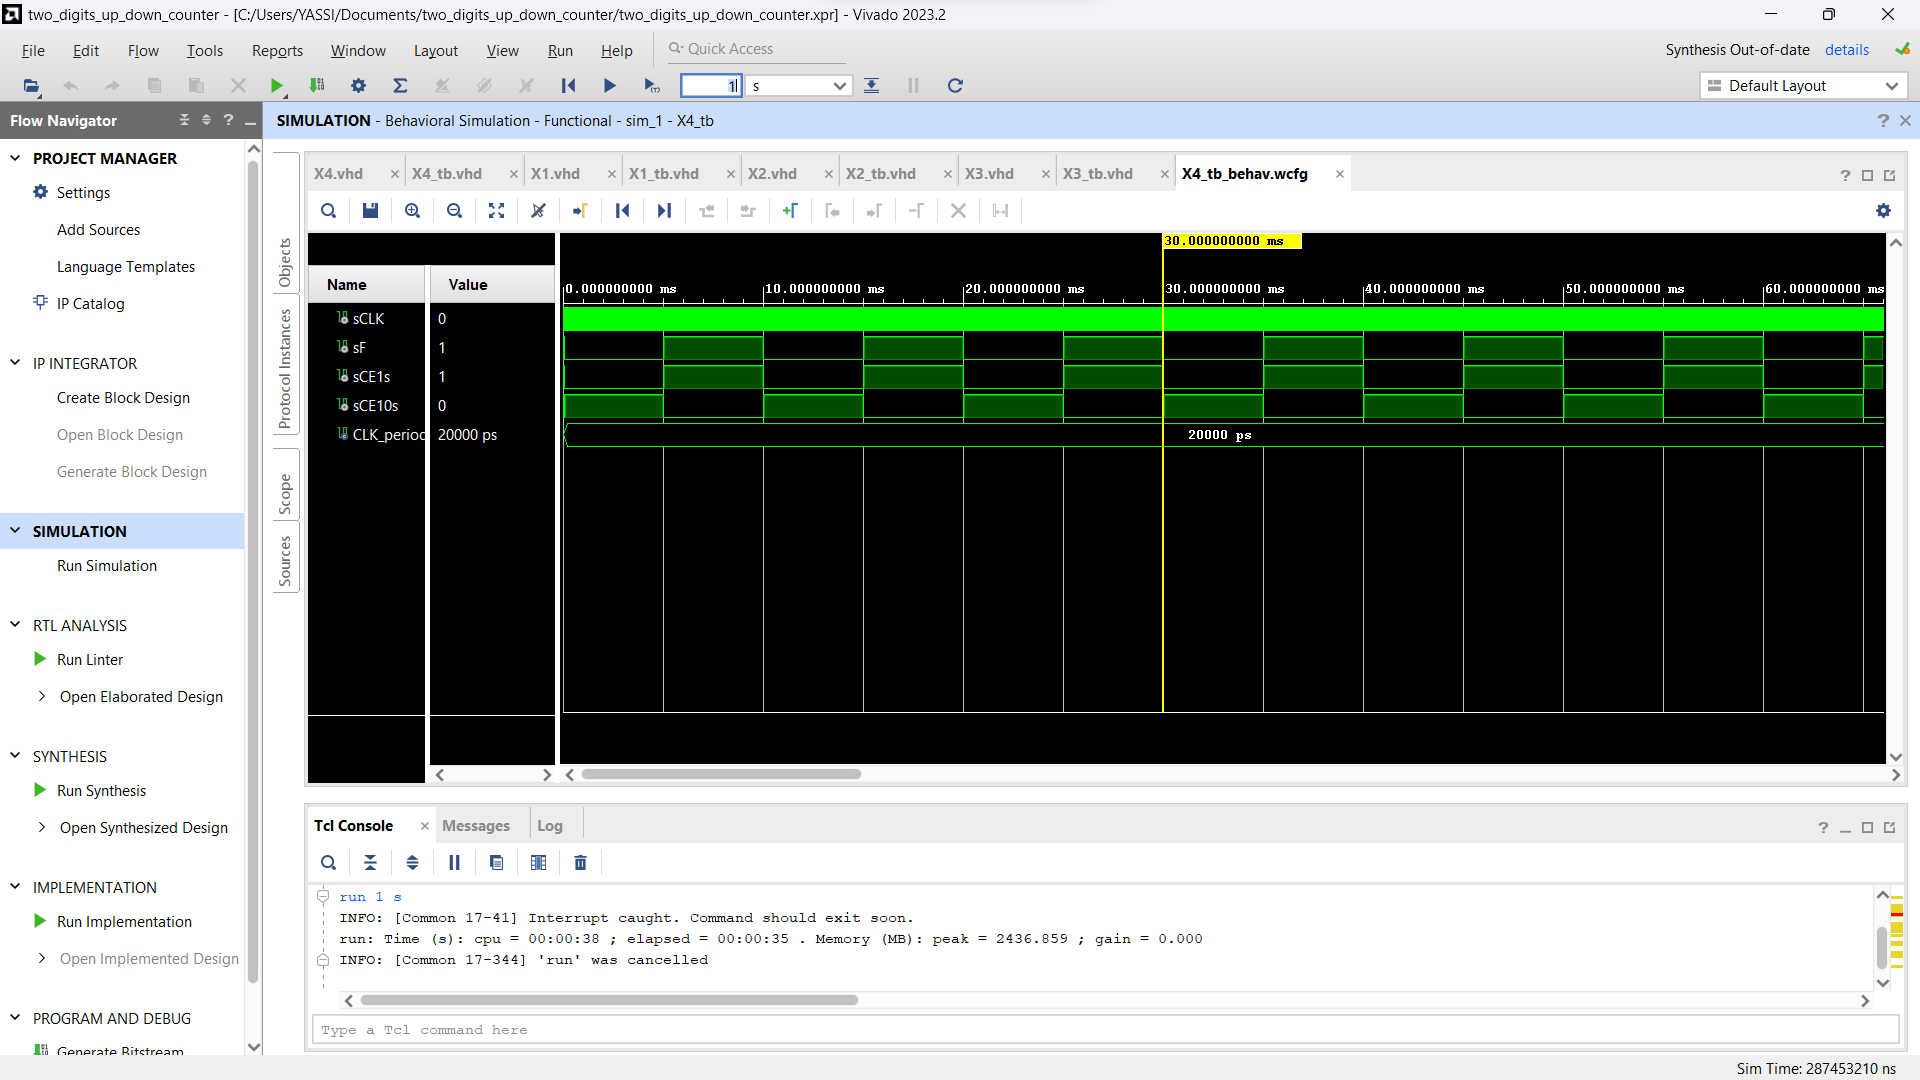 two_digits_up_down_counter - [C:/Users/YASSI/Documents/two_digits_up_down_counter/two_digits_up_down_counter.xpr] - Vivado 2023.2
File Edit Flow Tools Reports Window Layout View Run Help Quick Access
Synthesis Out-of-date details
1 s
Default Layout
Flow Navigator
SIMULATION - Behavioral Simulation - Functional - sim_1 - X4_tb
PROJECT MANAGER
Settings
Add Sources
Language Templates
IP Catalog
IP INTEGRATOR
Create Block Design
Open Block Design
Generate Block Design
SIMULATION
Run Simulation
RTL ANALYSIS
Run Linter
Open Elaborated Design
SYNTHESIS
Run Synthesis
Open Synthesized Design
IMPLEMENTATION
Run Implementation
Open Implemented Design
PROGRAM AND DEBUG
Generate Bitstream
Objects
Protocol Instances
Scope
Sources
X4.vhd X4_tb.vhd X1.vhd X1_tb.vhd X2.vhd X2_tb.vhd X3.vhd X3_tb.vhd X4_tb_behav.wcfg
30.000000000 ms
Name Value
0.000000000 ms 10.000000000 ms 20.000000000 ms 30.000000000 ms 40.000000000 ms 50.000000000 ms 60.000000000 ms
sCLK 0
sF 1
sCE1s 1
sCE10s 0
CLK_period 20000 ps 20000 ps
Tcl Console Messages Log
run 1 s
INFO: [Common 17-41] Interrupt caught. Command should exit soon.
run: Time (s): cpu = 00:00:38 ; elapsed = 00:00:35 . Memory (MB): peak = 2436.859 ; gain = 0.000
INFO: [Common 17-344] 'run' was cancelled
Type a Tcl command here
Sim Time: 287453210 ns